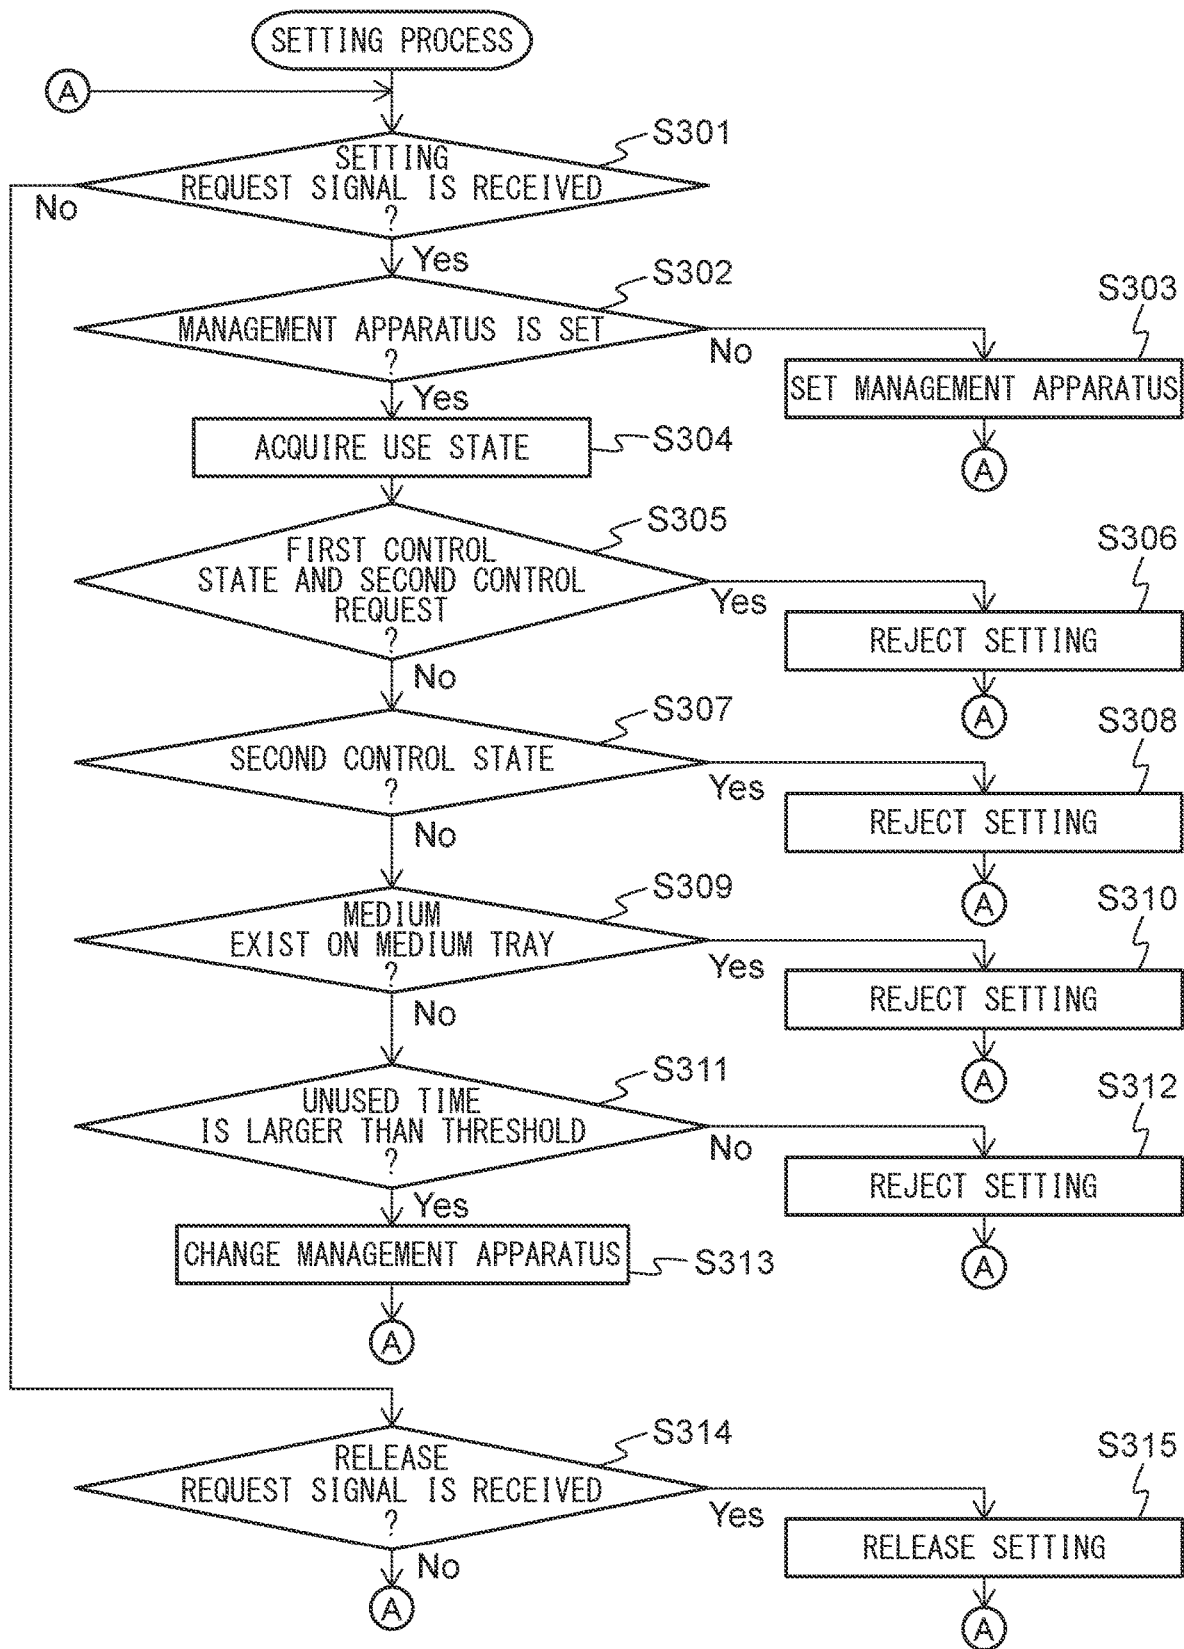 SETTING PROCESS
A
S301
SETTING
REQUEST SIGNAL IS RECEIVED
?
No
Yes
S302
MANAGEMENT APPARATUS IS SET
?
No
S303
SET MANAGEMENT APPARATUS
A
Yes
ACQUIRE USE STATE
S304
S305
FIRST CONTROL
STATE AND SECOND CONTROL
REQUEST
?
Yes
S306
REJECT SETTING
A
No
S307
SECOND CONTROL STATE
?
Yes
S308
REJECT SETTING
A
No
S309
MEDIUM
EXIST ON MEDIUM TRAY
?
Yes
S310
REJECT SETTING
A
No
S311
UNUSED TIME
IS LARGER THAN THRESHOLD
?
No
S312
REJECT SETTING
A
Yes
CHANGE MANAGEMENT APPARATUS
S313
A
S314
RELEASE
REQUEST SIGNAL IS RECEIVED
?
Yes
S315
RELEASE SETTING
A
No
A